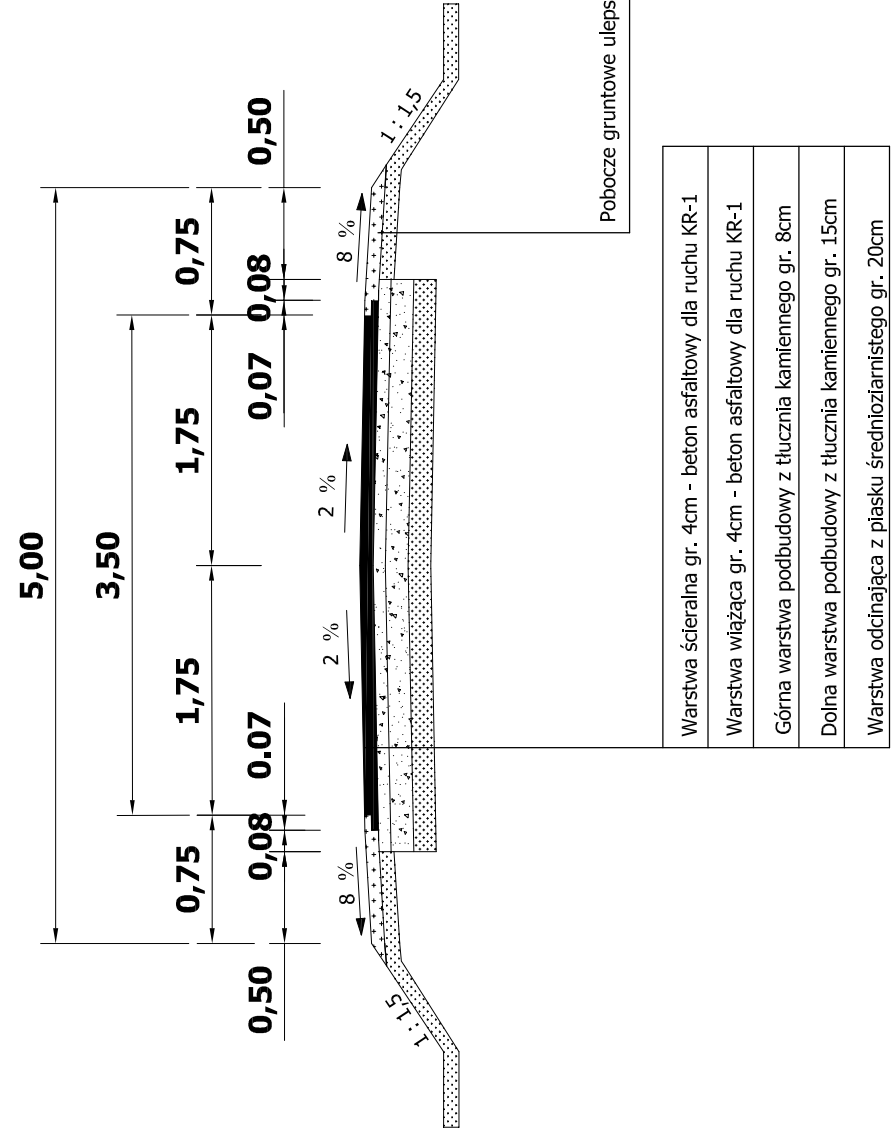 5,00
3,50
0,75
1,75
1,75
0,75
0,50
0,08
0.07
0,07
0,08
0,50
8 %
2 %
2 %
8 %
1 : 1,5
1 : 1,5
Pobocze gruntowe
Warstwa ścieralna gr. 4cm - beton asfaltowy dla ruchu KR-1
Warstwa wiążąca gr. 4cm - beton asfaltowy dla ruchu KR-1
Górna warstwa podbudowy z tłucznia kamiennego gr. 8cm
Dolna warstwa podbudowy z tłucznia kamiennego gr. 15cm
Warstwa odcinająca z piasku średnioziarnistego gr. 20cm